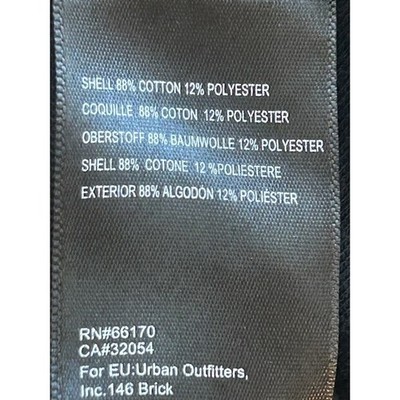 SHELL 88% COTTON 12% POLYESTER
COQUILLE 88% COTON 12% POLYESTER
OBERSTOFF 88% BAUMWOLLE 12% POLYESTER
SHELL 88% COTONE 12 %POLIESTERE
EXTERIOR 88% ALGODÓN 12% POLIÉSTER
RN#66170
CA#32054
For EU:Urban Outfitters,
Inc.146 Brick